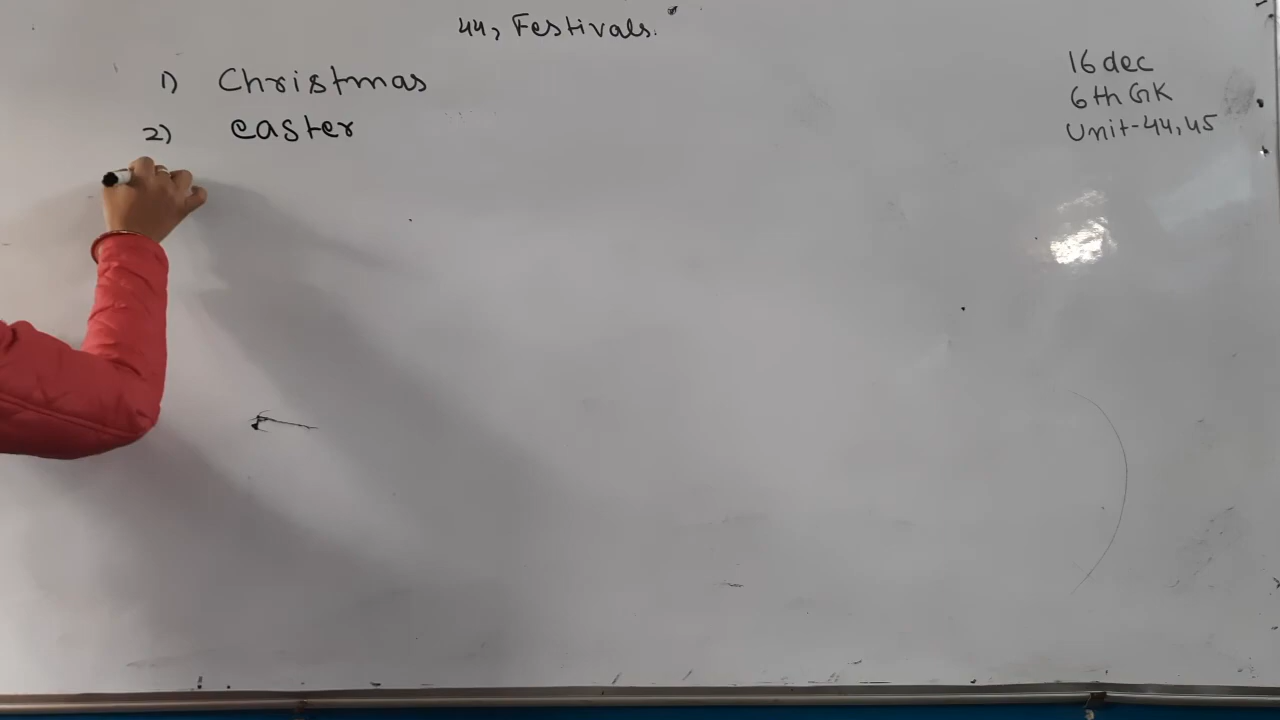 44, Festivals.
1) Christmas
2) easter
16 dec
6th GK
Unit-44,45